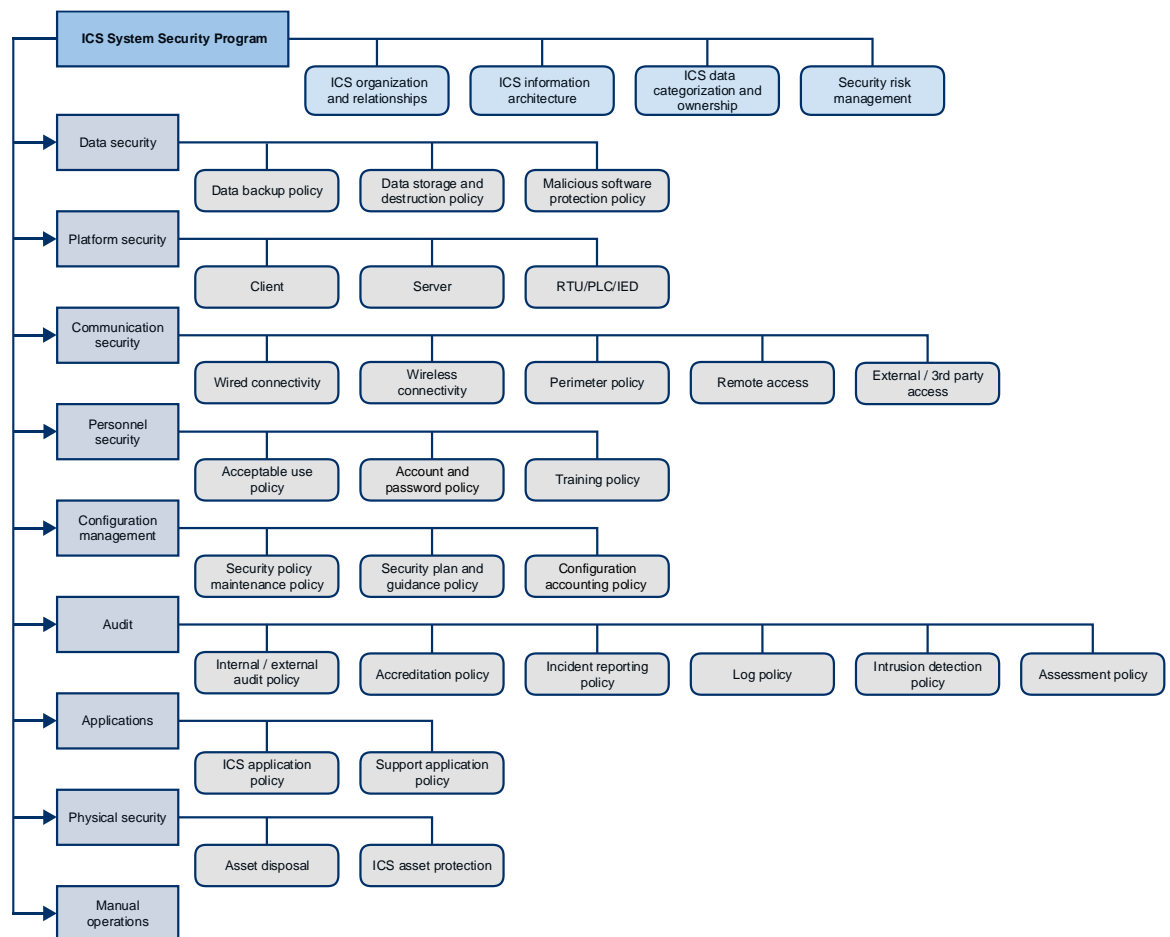 ICS System Security Program
ICS organization
and relationships
ICS information
architecture
ICS data
categorization and
ownership
Security risk
management
Data security
Data backup policy
Data storage and
destruction policy
Malicious software
protection policy
Platform security
Client
Server
RTU/PLC/IED
Communication
security
Wired connectivity
Wireless
connectivity
Perimeter policy
Remote access
External / 3rd party
access
Personnel
security
Acceptable use
policy
Account and
password policy
Training policy
Configuration
management
Security policy
maintenance policy
Security plan and
guidance policy
Configuration
accounting policy
Audit
Internal / external
audit policy
Accreditation policy
Incident reporting
policy
Log policy
Intrusion detection
policy
Assessment policy
Applications
ICS application
policy
Support application
policy
Physical security
Asset disposal
ICS asset protection
Manual
operations